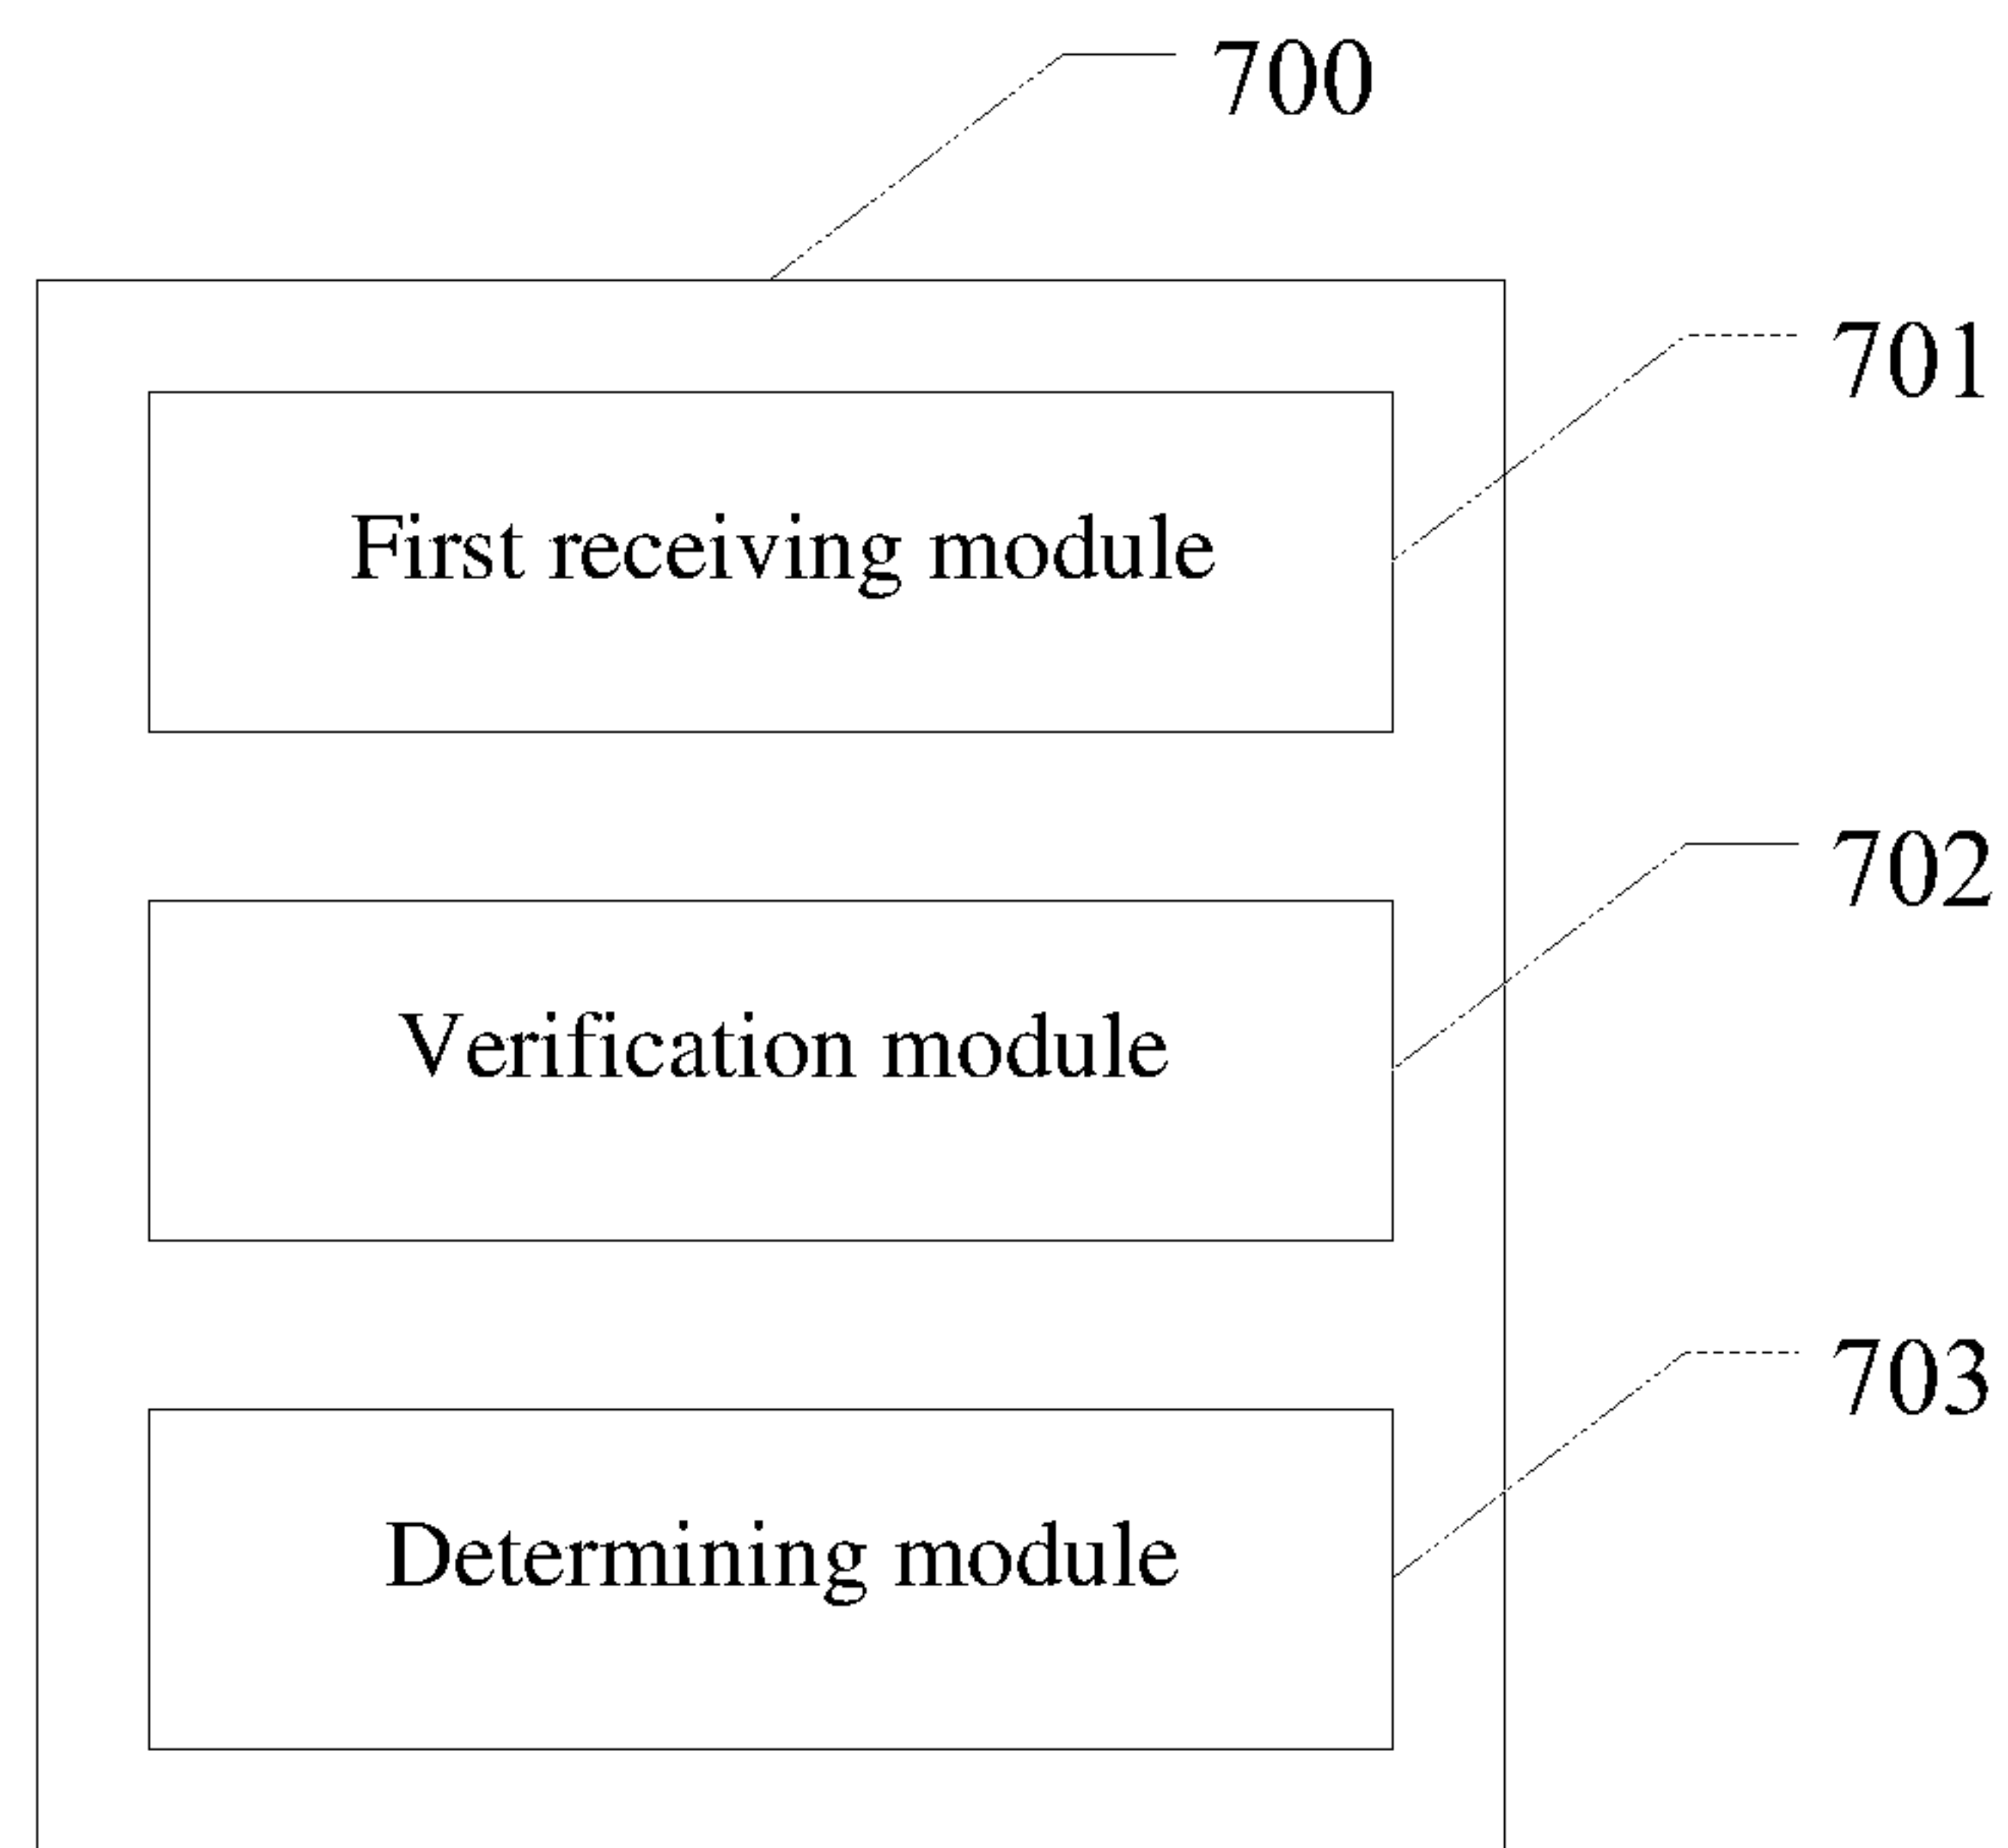 700
701
First receiving module
702
Verification module
703
Determining module